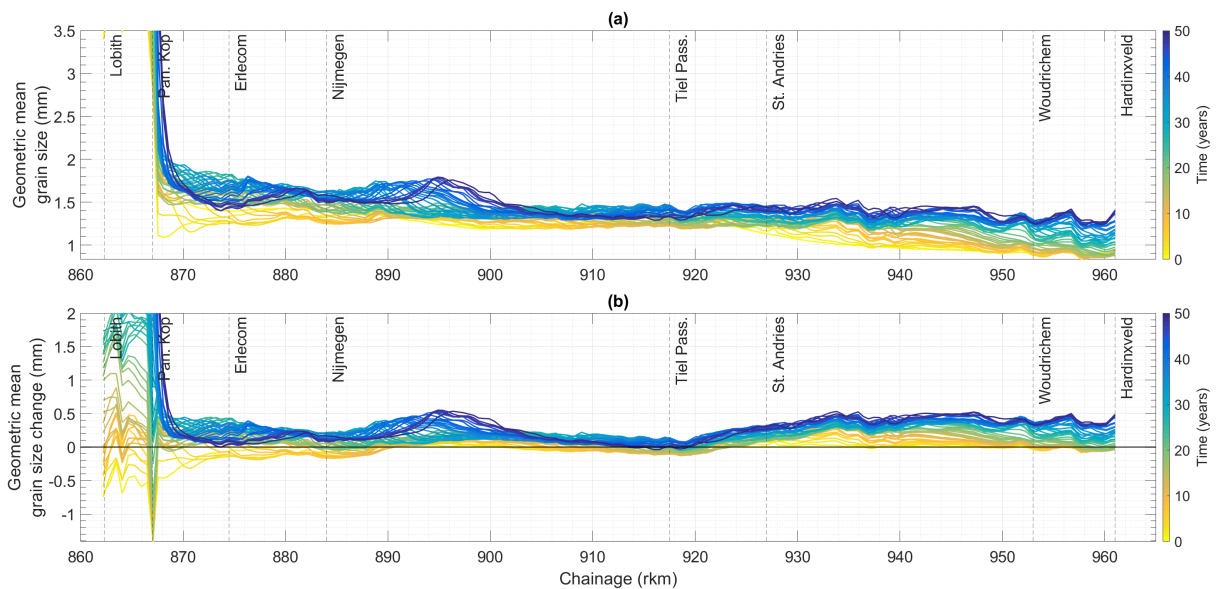 (a)
Geometric mean
grain size (mm)
3.5
3
2.5
2
1.5
1
Lobith
Pan. Kop
Erlecom
Nijmegen
Tiel Pass.
St. Andries
Woudrichem
Hardinxveld
860 870 880 890 900 910 920 930 940 950 960
50
40
30
20
10
0
Time (years)
(b)
Geometric mean
grain size change (mm)
2
1.5
1
0.5
0
-0.5
-1
Lobith
Pan. Kop
Erlecom
Nijmegen
Tiel Pass.
St. Andries
Woudrichem
Hardinxveld
860 870 880 890 900 910 920 930 940 950 960
Chainage (rkm)
50
40
30
20
10
0
Time (years)